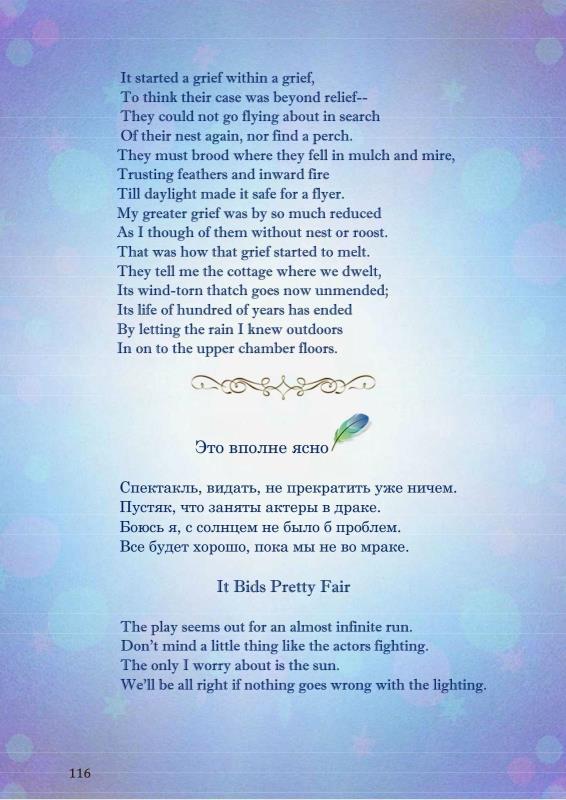 It started a grief within a grief,
To think their case was beyond relief--
They could not go flying about in search
Of their nest again, nor find a perch.
They must brood where they fell in mulch and mire,
Trusting feathers and inward fire
Till daylight made it safe for a flyer.
My greater grief was by so much reduced
As I though of them without nest or roost.
That was how that grief started to melt.
They tell me the cottage where we dwelt,
Its wind-torn thatch goes now unmended;
Its life of hundred of years has ended
By letting the rain I knew outdoors
In on to the upper chamber floors.
Это вполне ясно
Спектакль, видать, не прекратить уже ничем.
Пустяк, что заняты актеры в драке.
Боюсь я, с солнцем не было б проблем.
Все будет хорошо, пока мы не во мраке.
It Bids Pretty Fair
The play seems out for an almost infinite run.
Don't mind a little thing like the actors fighting.
The only I worry about is the sun.
We'll be all right if nothing goes wrong with the lighting.
116